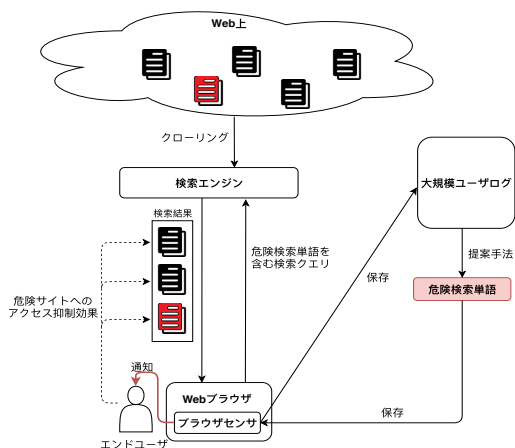 Web上
クローリング
検索エンジン
大規模ユーザログ
検索結果
危険検索単語を
含む検索クエリ
提案手法
保存
危険検索単語
危険サイトへの
アクセス抑制効果
通知
Webブラウザ
ブラウザセンサ
保存
エンドユーザ